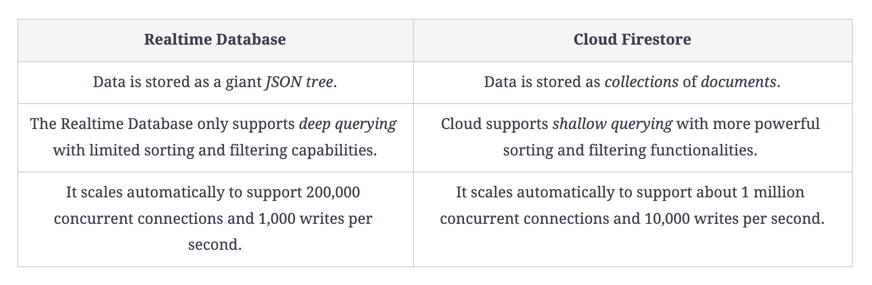 Realtime Database
Cloud Firestore
Data is stored as a giant JSON tree.
Data is stored as collections of documents.
The Realtime Database only supports deep querying
with limited sorting and filtering capabilities.
Cloud supports shallow querying with more powerful
sorting and filtering functionalities.
It scales automatically to support 200,000
concurrent connections and 1,000 writes per
second.
It scales automatically to support about 1 million
concurrent connections and 10,000 writes per second.